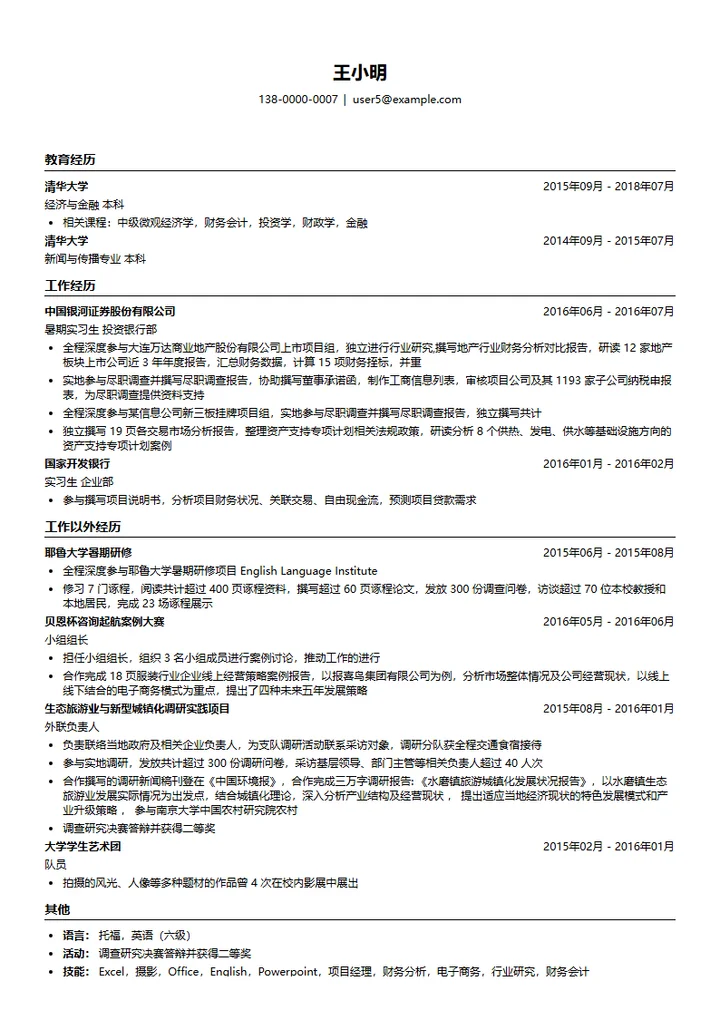 王小明
138-0000-0007 | user5@example.com
教育经历
清华大学 2015年09月 - 2018年07月
经济与金融 本科
• 相关课程：中级微观经济学，财务会计，投资学，财政学，金融
清华大学 2014年09月 - 2015年07月
新闻与传播专业 本科
工作经历
中国银河证券股份有限公司 2016年06月 - 2016年07月
暑期实习生 投资银行部
• 全程深度参与大连万达商业地产股份有限公司上市项目组，独立进行行业研究,撰写地产行业财务分析对比报告，研读 12 家地产
板块上市公司近 3 年年度报告，汇总财务数据，计算 15 项财务择标，并重
• 实地参与尽职调查并撰写尽职调查报告，协助撰写董事承诺函，制作工商信息列表，审核项目公司及其 1193 家子公司纳税申报
表，为尽职调查提供资料支持
• 全程深度参与某信息公司新三板挂牌项目组，实地参与尽职调查并撰写尽职调查报告，独立撰写共计
• 独立撰写 19 页各交易市场分析报告，整理资产支持专项计划相关法规政策，研读分析 8 个供热、发电、供水等基础设施方向的
资产支持专项计划案例
国家开发银行 2016年01月 - 2016年02月
实习生 企业部
• 参与撰写项目说明书，分析项目财务状况、关联交易、自由现金流，预测项目贷款需求
工作以外经历
耶鲁大学暑期研修 2015年06月 - 2015年08月
• 全程深度参与耶鲁大学暑期研修项目 English Language Institute
• 修习 7 门课程，阅读共计超过 400 页课程资料，撰写超过 60 页课程论文，发放 300 份调查问卷，访谈超过 70 位本校教授和
本地居民，完成 23 场课程展示
贝恩杯咨询起航案例大赛 2016年05月 - 2016年06月
小组组长
• 担任小组组长，组织 3 名小组成员进行案例讨论，推动工作的进行
• 合作完成 18 页服装行业企业线上经营策略案例报告，以报喜鸟集团有限公司为例，分析市场整体情况及公司经营现状，以线上
线下结合的电子商务模式为重点，提出了四种未来五年发展策略
生态旅游业与新型城镇化调研实践项目 2015年08月 - 2016年01月
外联负责人
• 负责联络当地政府及相关企业负责人，为支队调研活动联系采访对象，调研分队获全程交通食宿接待
• 参与实地调研，发放共计超过 300 份调研问卷，采访基层领导、部门主管等相关负责人超过 40 人次
• 合作撰写的调研新闻稿刊登在《中国环境报》，合作完成三万字调研报告:《水磨镇旅游城镇化发展状况报告》，以水磨镇生态
旅游业发展实际情况为出发点，结合城镇化理论，深入分析产业结构及经营现状 ， 提出适应当地经济现状的特色发展模式和产
业升级策略 ， 参与南京大学中国农村研究院农村
• 调查研究决赛答辩并获得二等奖
大学学生艺术团 2015年02月 - 2016年01月
队员
• 拍摄的风光、人像等多种题材的作品曾 4 次在校内影展中展出
其他
• 语言： 托福，英语（六级）
• 活动： 调查研究决赛答辩并获得二等奖
• 技能： Excel，摄影，Office，English，Powerpoint，项目经理，财务分析，电子商务，行业研究，财务会计